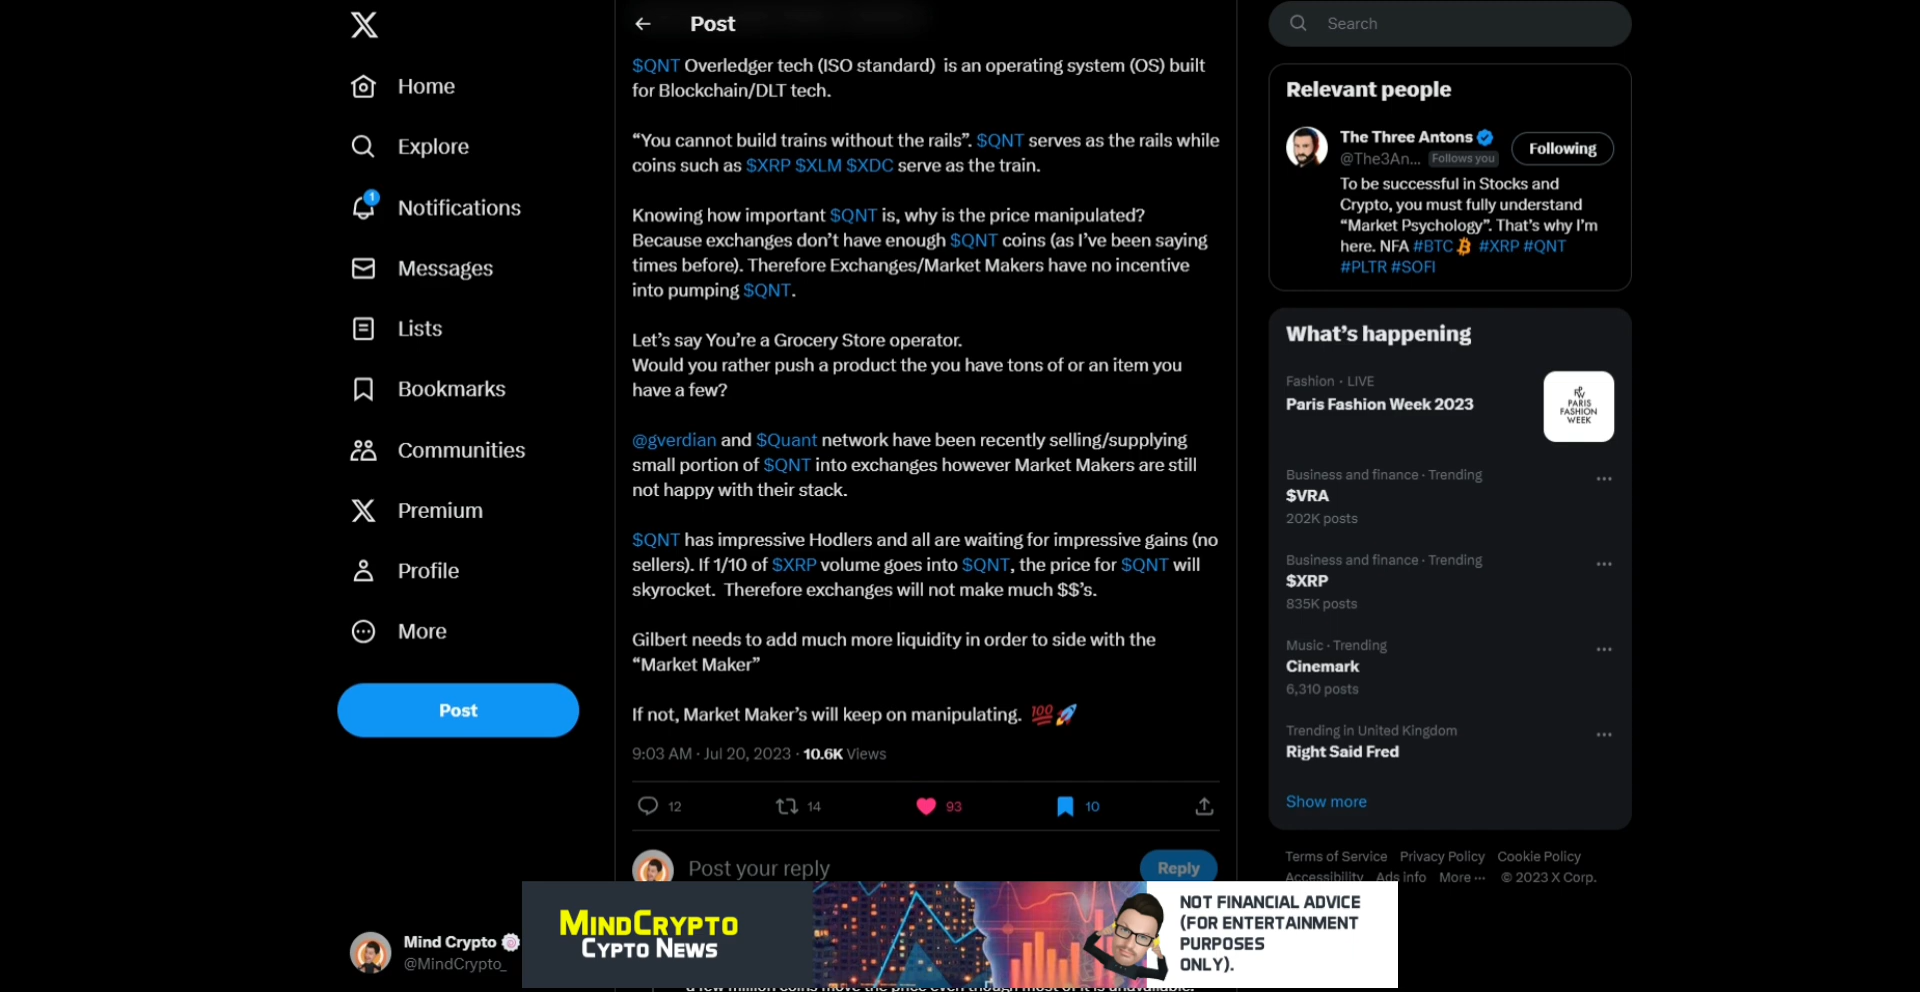 Home
Explore
1
Notifications
Messages
Lists
Bookmarks
Communities
Premium
Profile
More
Post
Mind Crypto
@MindCrypto_
Post
$QNT Overledger tech (ISO standard)  is an operating system (OS) built
for Blockchain/DLT tech.
“You cannot build trains without the rails”. $QNT serves as the rails while
coins such as $XRP $XLM $XDC serve as the train.
Knowing how important $QNT is, why is the price manipulated?
Because exchanges don’t have enough $QNT coins (as I’ve been saying
times before). Therefore Exchanges/Market Makers have no incentive
into pumping $QNT.
Let’s say You’re a Grocery Store operator.
Would you rather push a product the you have tons of or an item you
have a few?
@gverdian and $Quant network have been recently selling/supplying
small portion of $QNT into exchanges however Market Makers are still
not happy with their stack.
$QNT has impressive Hodlers and all are waiting for impressive gains (no
sellers). If 1/10 of $XRP volume goes into $QNT, the price for $QNT will
skyrocket.  Therefore exchanges will not make much $$’s.
Gilbert needs to add much more liquidity in order to side with the
“Market Maker”
If not, Market Maker’s will keep on manipulating. 💯🚀
9:03 AM · Jul 20, 2023 · 10.6K Views
12 14 93 10
Post your reply
Reply
Search
Relevant people
The Three Antons
@The3An... Follows you
Following
To be successful in Stocks and
Crypto, you must fully understand
“Market Psychology”. That’s why I’m
here. NFA #BTC #XRP #QNT
#PLTR #SOFI
What’s happening
Fashion · LIVE
Paris Fashion Week 2023
PARIS
FASHION
WEEK
Business and finance · Trending
$VRA
202K posts
Business and finance · Trending
$XRP
835K posts
Music · Trending
Cinemark
6,310 posts
Trending in United Kingdom
Right Said Fred
Show more
Terms of Service Privacy Policy Cookie Policy
Accessibility Ads info More ··· © 2023 X Corp.
MINDCRYPTO
CYPTO NEWS
NOT FINANCIAL ADVICE
(FOR ENTERTAINMENT
PURPOSES
ONLY).